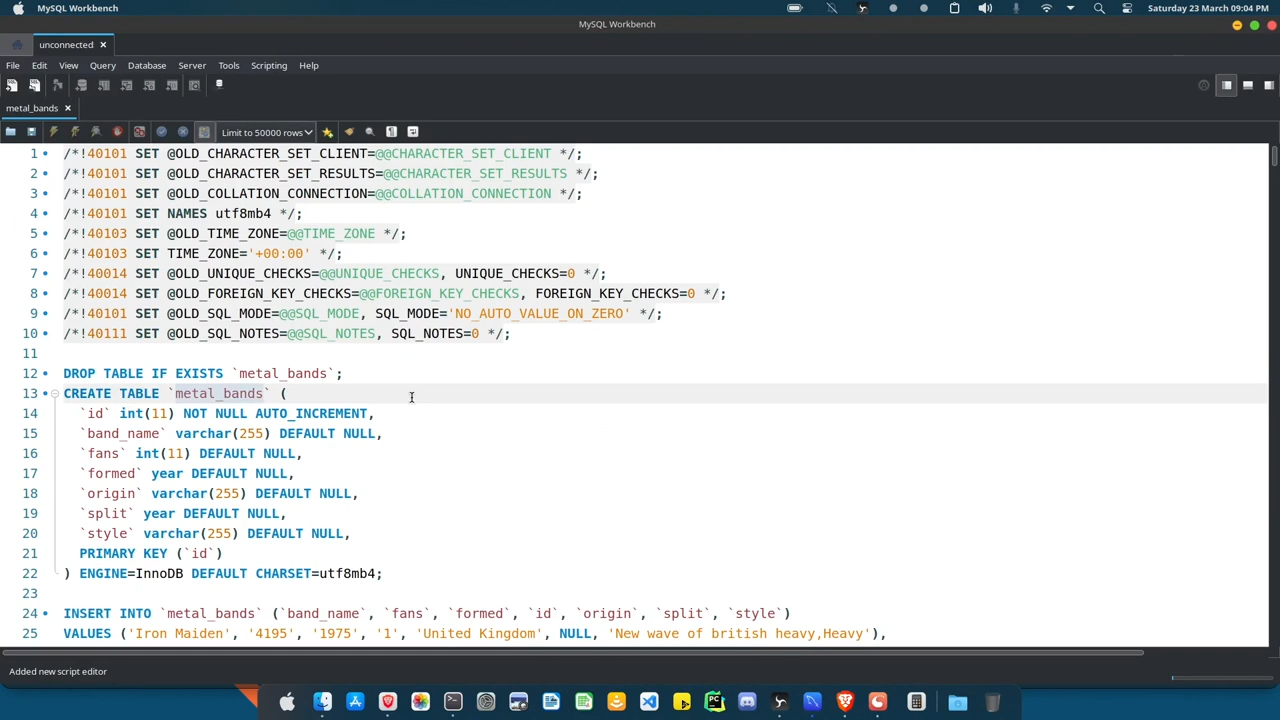 MySQL Workbench
Saturday 23 March 09:04 PM
MySQL Workbench
unconnected
File Edit View Query Database Server Tools Scripting Help
metal_bands
Limit to 50000 rows
1 /*!40101 SET @OLD_CHARACTER_SET_CLIENT=@@CHARACTER_SET_CLIENT */;
2 /*!40101 SET @OLD_CHARACTER_SET_RESULTS=@@CHARACTER_SET_RESULTS */;
3 /*!40101 SET @OLD_COLLATION_CONNECTION=@@COLLATION_CONNECTION */;
4 /*!40101 SET NAMES utf8mb4 */;
5 /*!40103 SET @OLD_TIME_ZONE=@@TIME_ZONE */;
6 /*!40103 SET TIME_ZONE='+00:00' */;
7 /*!40014 SET @OLD_UNIQUE_CHECKS=@@UNIQUE_CHECKS, UNIQUE_CHECKS=0 */;
8 /*!40014 SET @OLD_FOREIGN_KEY_CHECKS=@@FOREIGN_KEY_CHECKS, FOREIGN_KEY_CHECKS=0 */;
9 /*!40101 SET @OLD_SQL_MODE=@@SQL_MODE, SQL_MODE='NO_AUTO_VALUE_ON_ZERO' */;
10 /*!40111 SET @OLD_SQL_NOTES=@@SQL_NOTES, SQL_NOTES=0 */;
11
12 DROP TABLE IF EXISTS `metal_bands`;
13 CREATE TABLE `metal_bands` (
14 `id` int(11) NOT NULL AUTO_INCREMENT,
15 `band_name` varchar(255) DEFAULT NULL,
16 `fans` int(11) DEFAULT NULL,
17 `formed` year DEFAULT NULL,
18 `origin` varchar(255) DEFAULT NULL,
19 `split` year DEFAULT NULL,
20 `style` varchar(255) DEFAULT NULL,
21 PRIMARY KEY (`id`)
22 ) ENGINE=InnoDB DEFAULT CHARSET=utf8mb4;
23
24 INSERT INTO `metal_bands` (`band_name`, `fans`, `formed`, `id`, `origin`, `split`, `style`)
25 VALUES ('Iron Maiden', '4195', '1975', '1', 'United Kingdom', NULL, 'New wave of british heavy,Heavy'),
Added new script editor
PC